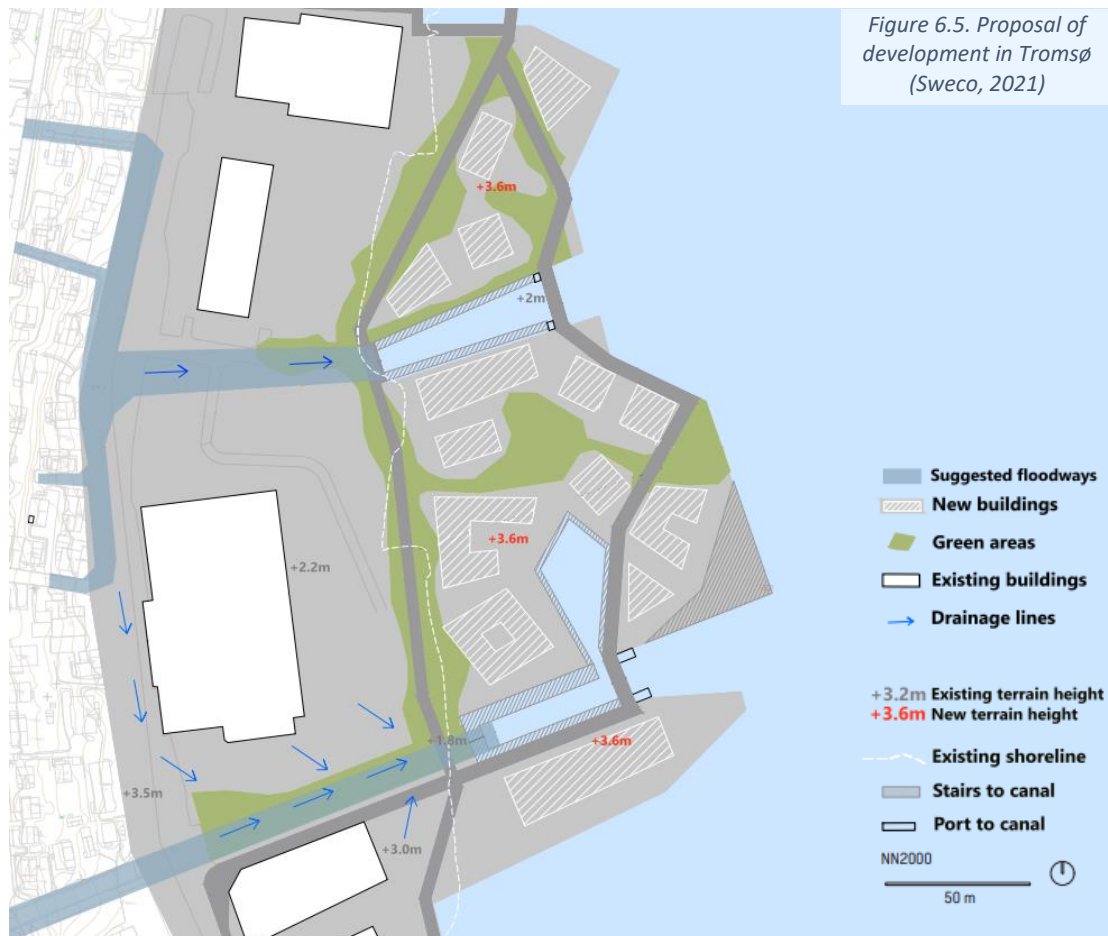 Figure 6.5. Proposal of
development in Tromsø
(Sweco, 2021)
+3.6m
+2m
+3.6m
+2.2m
+1.8m
+3.6m
+3.5m
+3.0m
Suggested floodways
New buildings
Green areas
Existing buildings
Drainage lines
+3.2m Existing terrain height
+3.6m New terrain height
Existing shoreline
Stairs to canal
Port to canal
NN2000
50 m